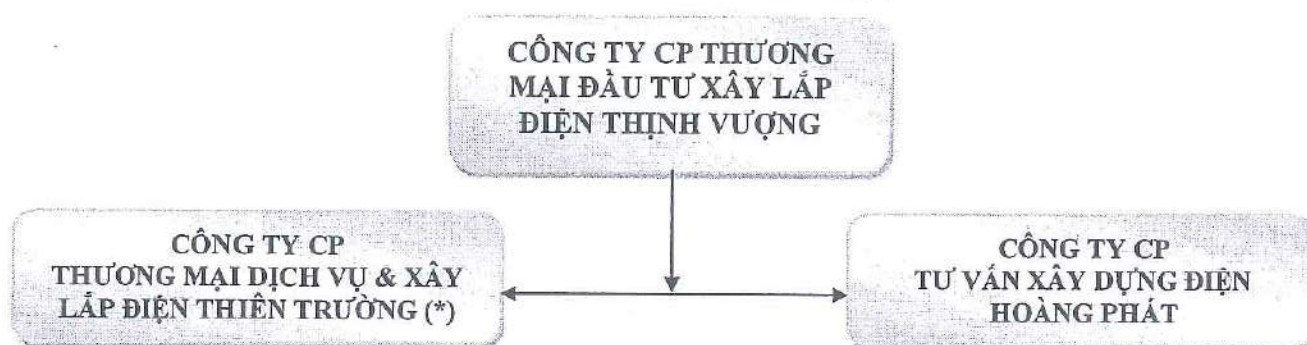 CÔNG TY CP THƯƠNG
MẠI ĐẦU TƯ XÂY LẮP
ĐIỆN THỊNH VƯỢNG
CÔNG TY CP
THƯƠNG MẠI DỊCH VỤ & XÂY
LẮP ĐIỆN THIÊN TRƯỜNG (*)
CÔNG TY CP
TƯ VẤN XÂY DỰNG ĐIỆN
HOÀNG PHÁT